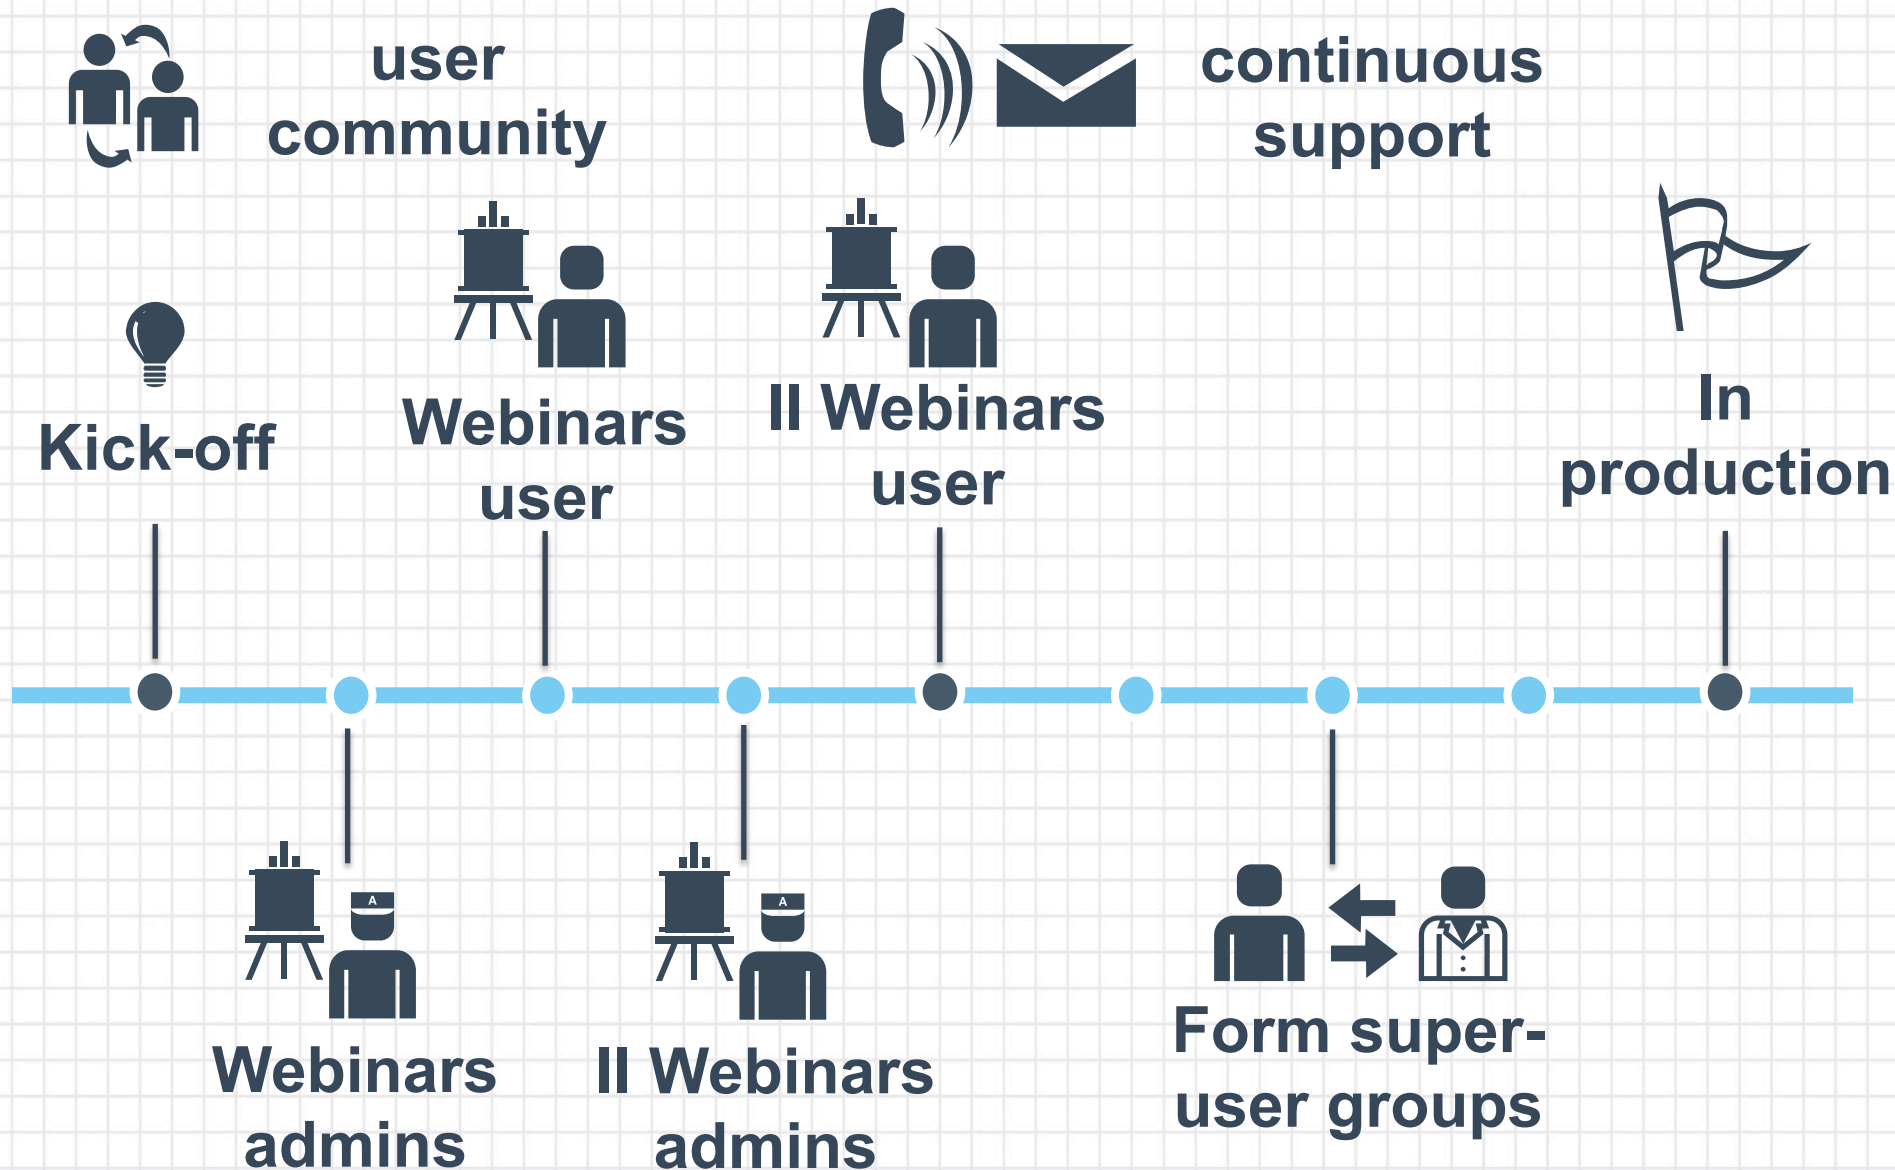 user
community
continuous
support
Kick-off
Webinars
user
II Webinars
user
In
production
A
A
Webinars
admins
II Webinars
admins
Form super-
user groups